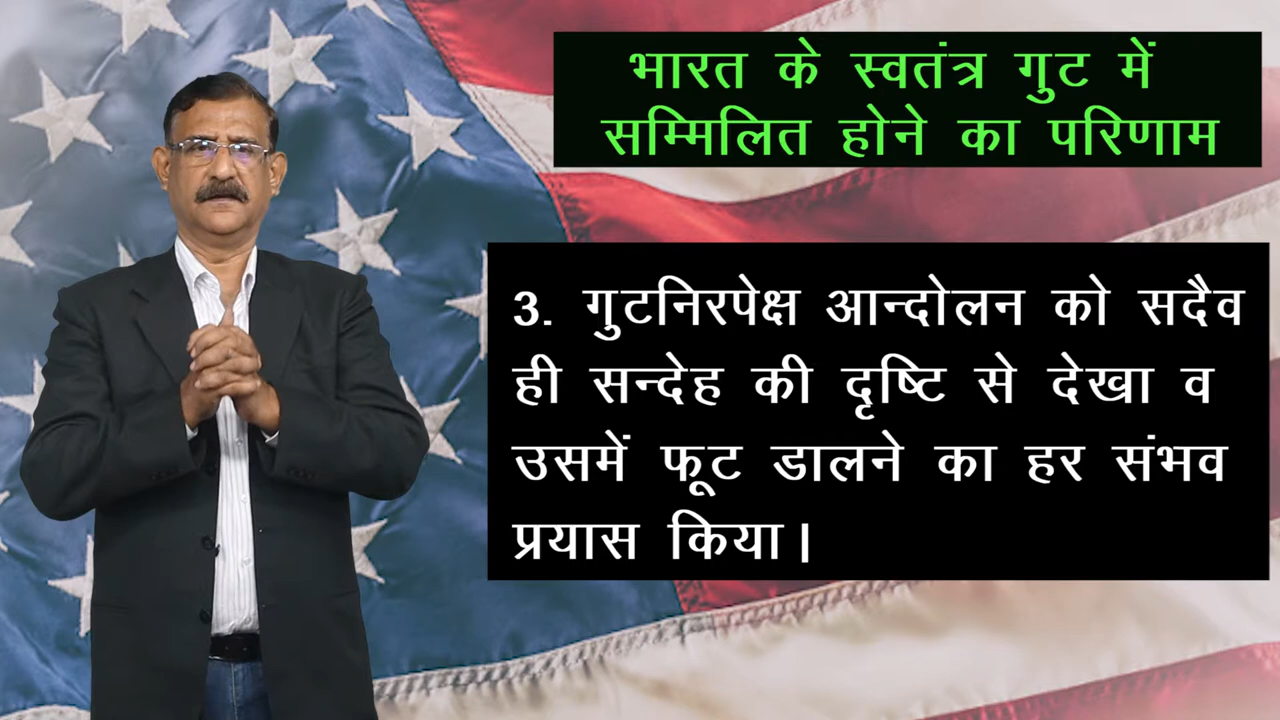 भारत के स्वतंत्र गुट में
सम्मिलित होने का परिणाम
3. गुटनिरपेक्ष आन्दोलन को सदैव
ही सन्देह की दृष्टि से देखा व
उसमें फूट डालने का हर संभव
प्रयास किया।